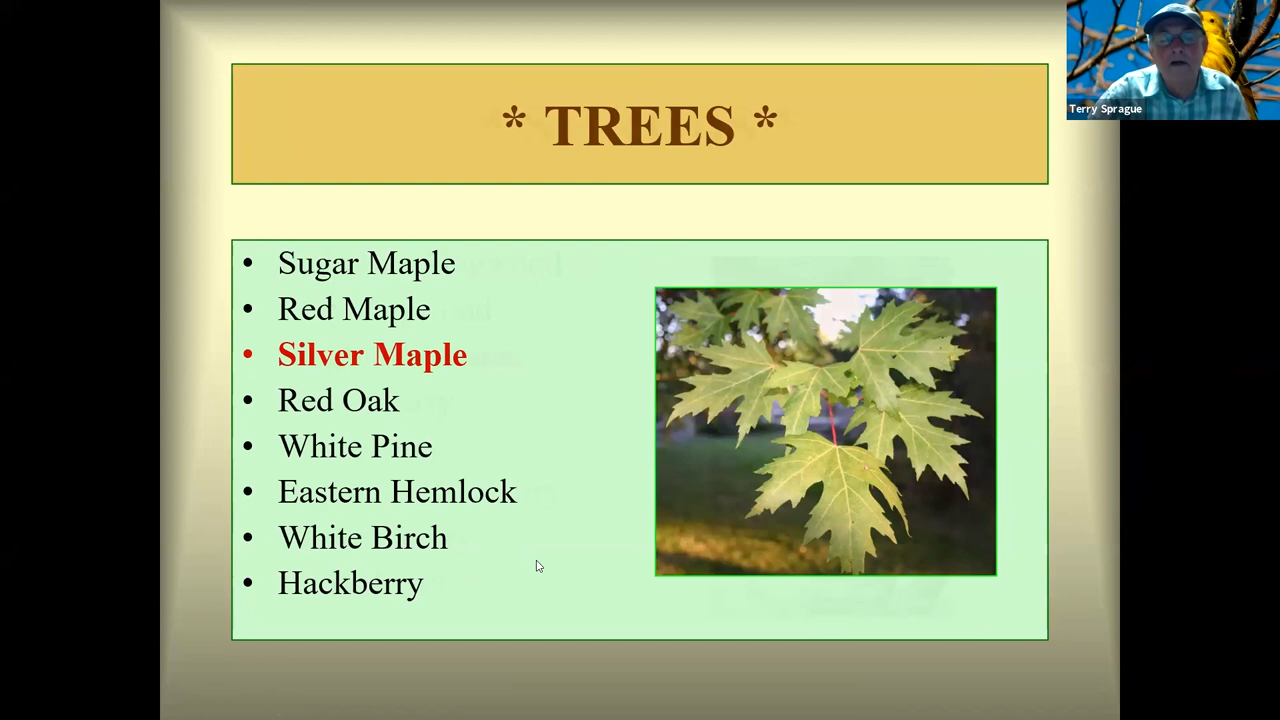 * TREES *
• Sugar Maple
• Red Maple
• Silver Maple
• Red Oak
• White Pine
• Eastern Hemlock
• White Birch
• Hackberry
Terry Sprague